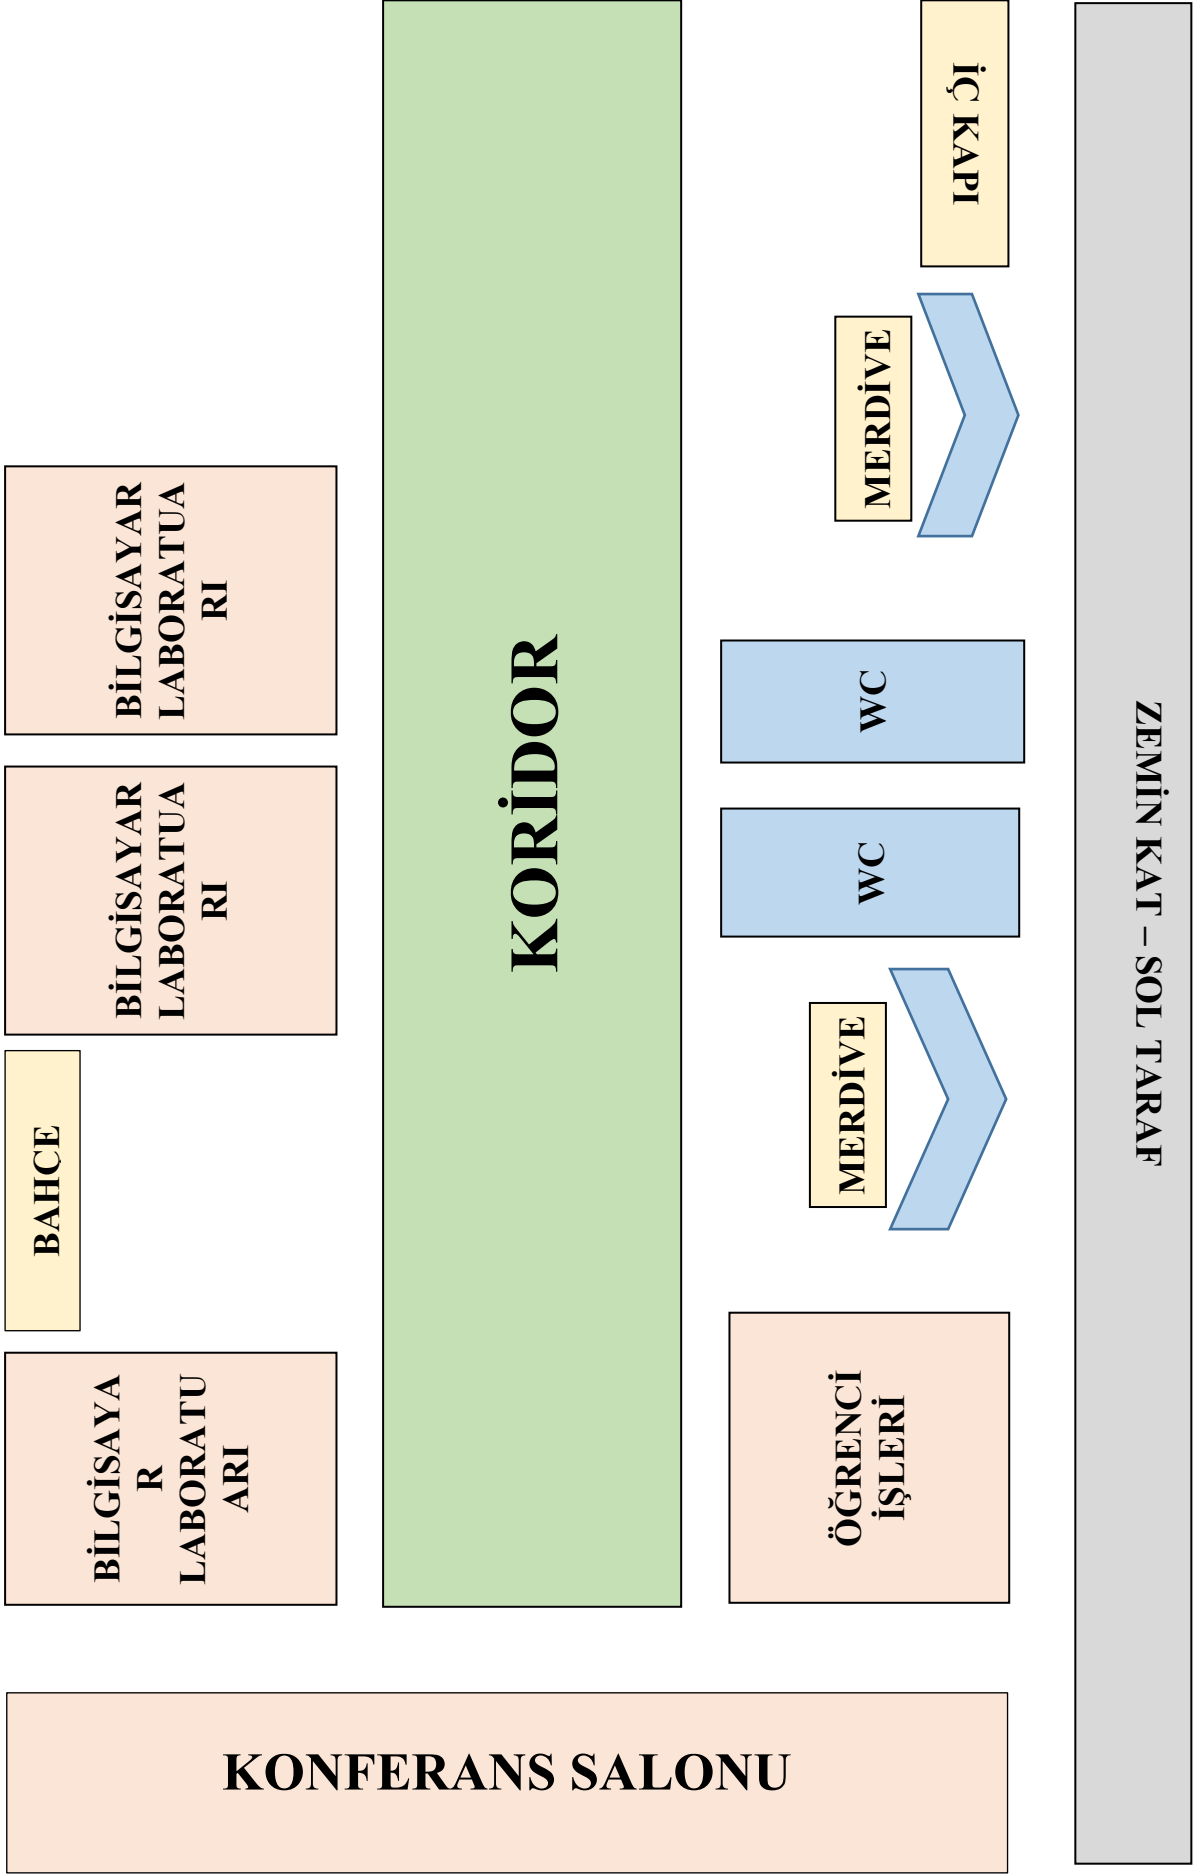 İÇ KAPI
MERDİVE
BİLGİSAYAR
LABORATUA
RI
WC
KORİDOR
ZEMİN KAT – SOL TARAF
BİLGİSAYAR
LABORATUA
RI
WC
MERDİVE
BAHÇE
BİLGİSAYA
R
LABORATU
ARI
ÖĞRENCİ
İŞLERİ
KONFERANS SALONU